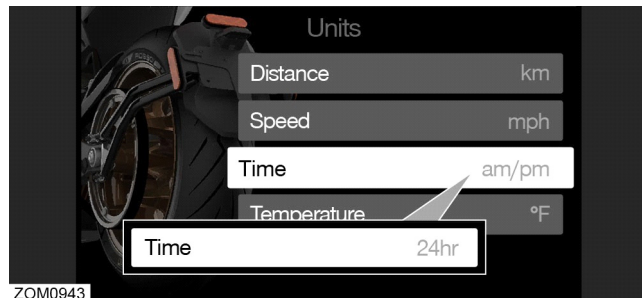 Units
Distance km
Speed mph
Time am/pm
Temperature °F
Time 24hr
ZOM0943